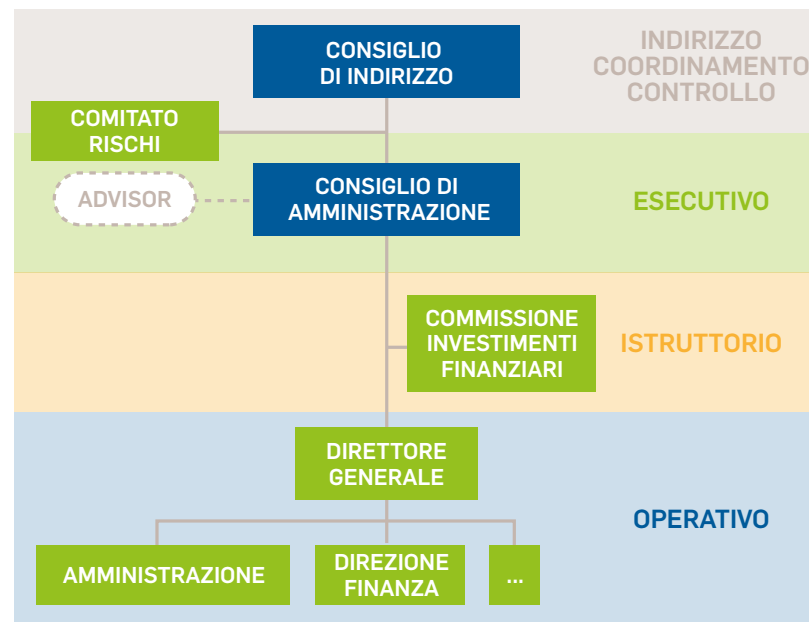 CONSIGLIO
DI INDIRIZZO
INDIRIZZO
COORDINAMENTO
CONTROLLO
COMITATO
RISCHI
ADVISOR
CONSIGLIO DI
AMMINISTRAZIONE
ESECUTIVO
COMMISSIONE
INVESTIMENTI
FINANZIARI
ISTRUTTORIO
DIRETTORE
GENERALE
OPERATIVO
AMMINISTRAZIONE
DIREZIONE
FINANZA
...